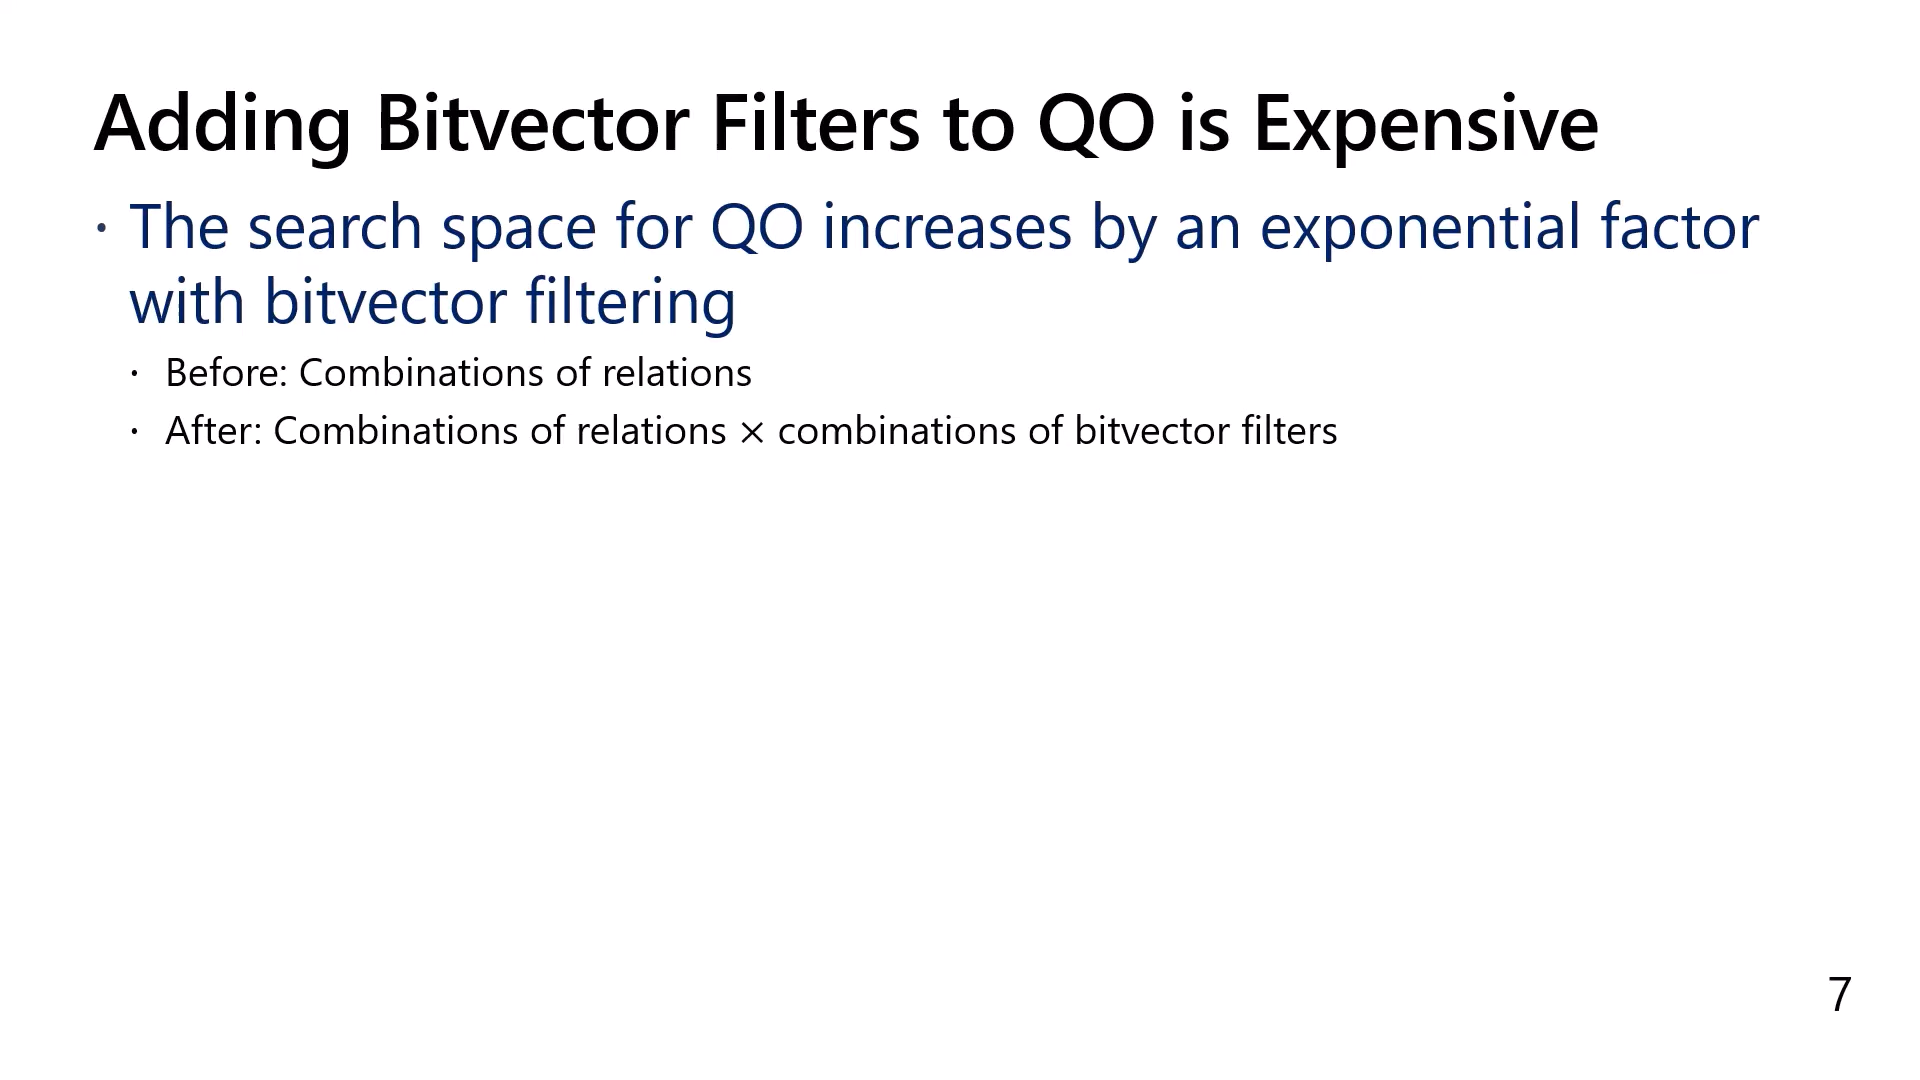 Adding Bitvector Filters to QO is Expensive
• The search space for QO increases by an exponential factor
with bitvector filtering
• Before: Combinations of relations
• After: Combinations of relations × combinations of bitvector filters
7